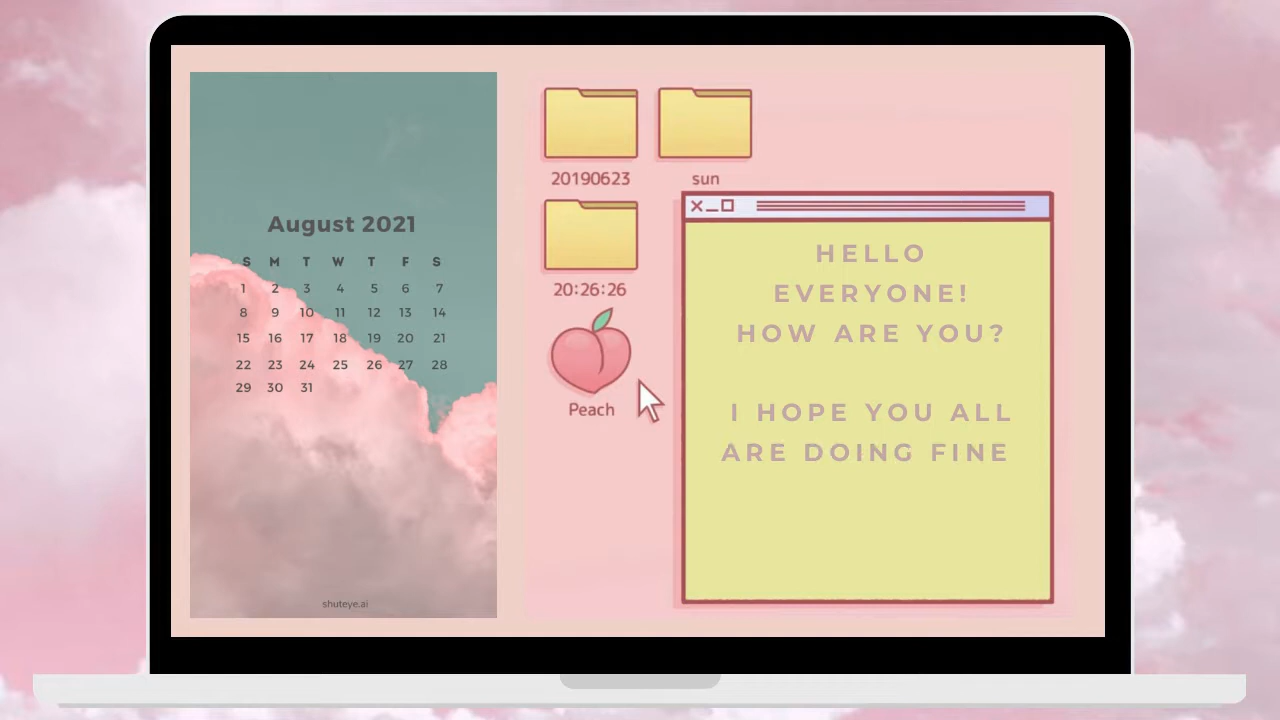 August 2021
S M T W T F S
1 2 3 4 5 6 7
8 9 10 11 12 13 14
15 16 17 18 19 20 21
22 23 24 25 26 27 28
29 30 31
shuteye.ai
20190623
sun
20:26:26
Peach
HELLO
EVERYONE!
HOW ARE YOU?
I HOPE YOU ALL
ARE DOING FINE